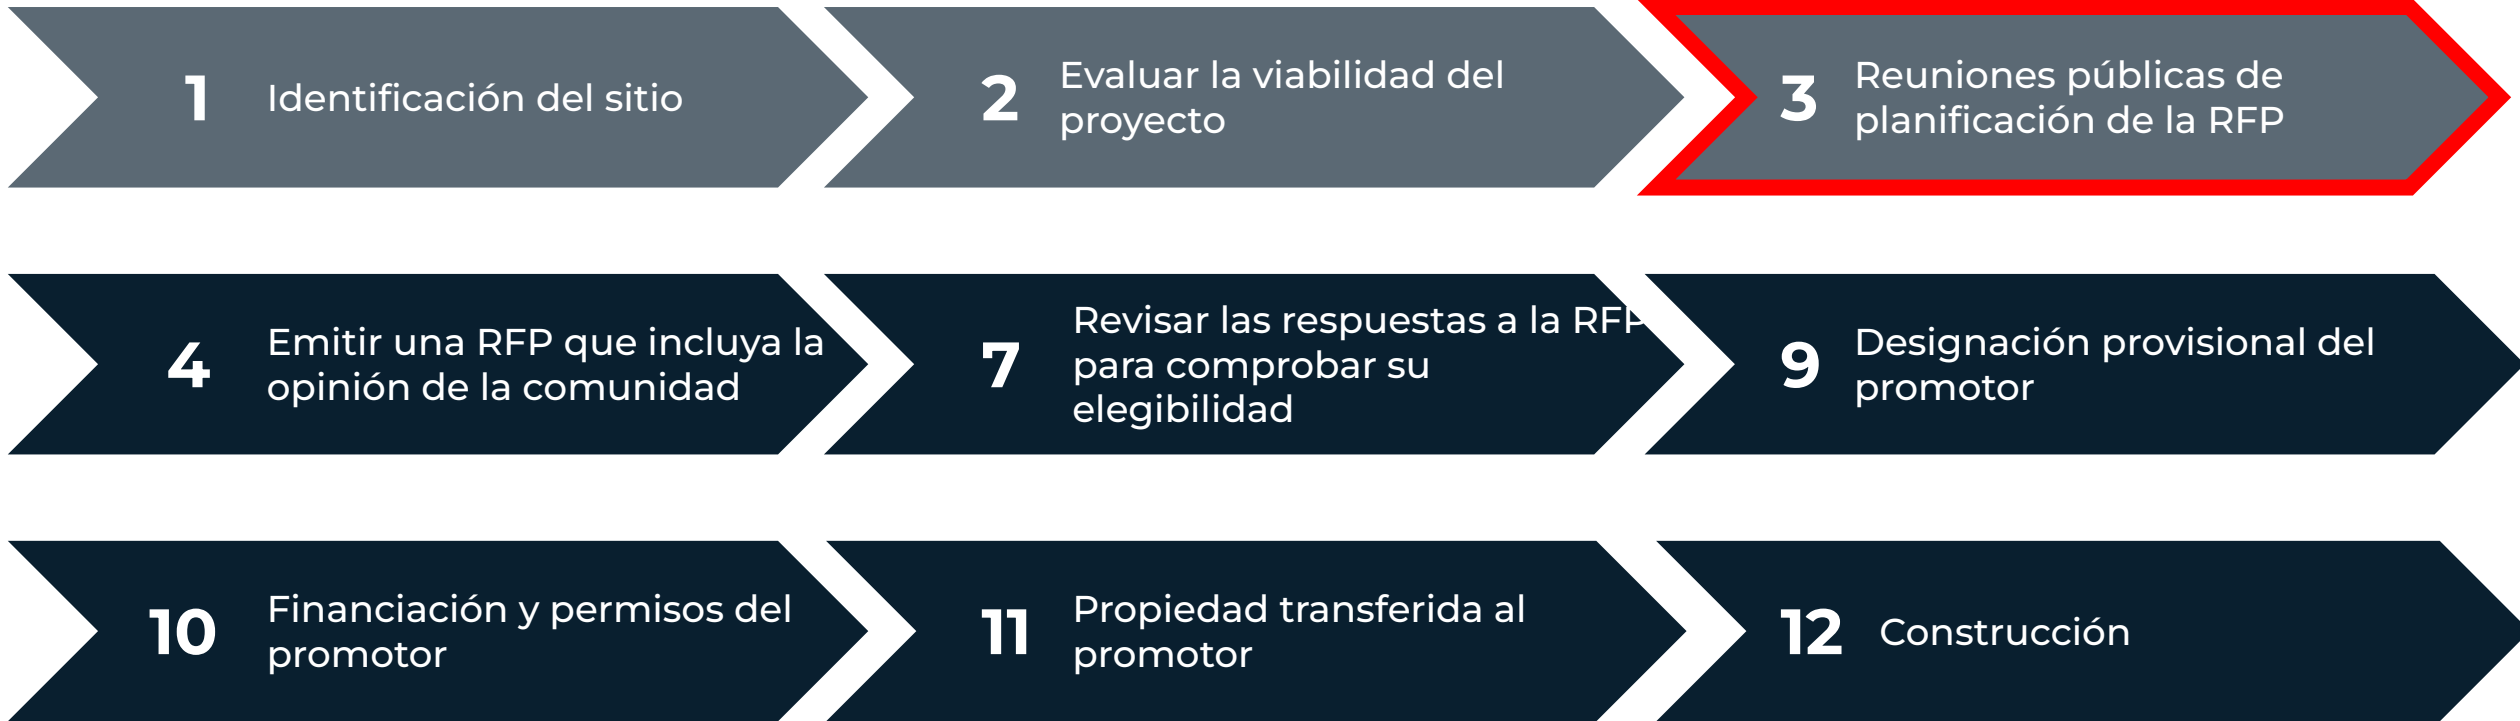 1
Identificación del sitio
2
Evaluar la viabilidad del
proyecto
3
Reuniones públicas de
planificación de la RFP
4
Emitir una RFP que incluya la
opinión de la comunidad
7
Revisar las respuestas a la RFP
para comprobar su
elegibilidad
9
Designación provisional del
promotor
10
Financiación y permisos del
promotor
11
Propiedad transferida al
promotor
12
Construcción